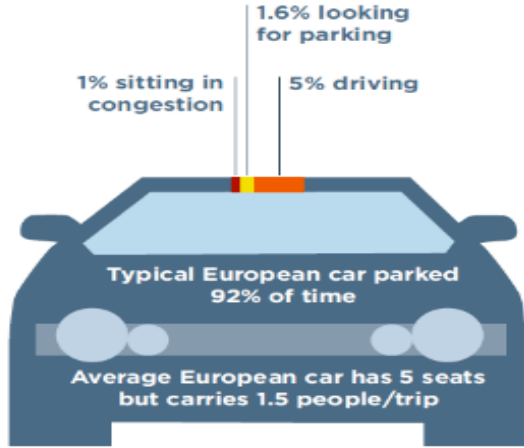 1.6% looking
for parking
1% sitting in
congestion
5% driving
Typical European car parked
92% of time
Average European car has 5 seats
but carries 1.5 people/trip